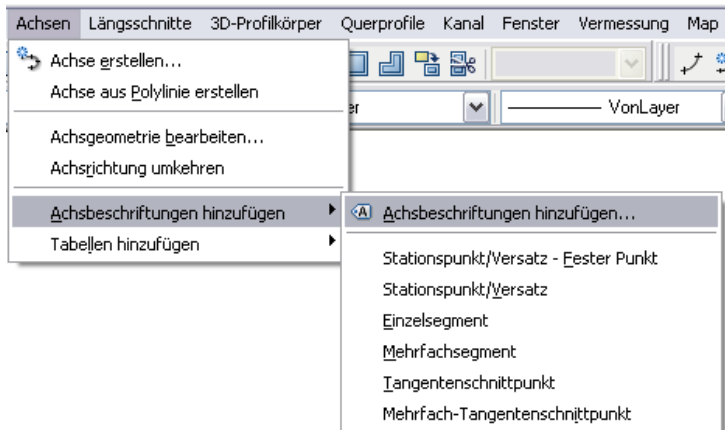 Achsen Längsschnitte 3D-Profilkörper Querprofile Kanal Fenster Vermessung Map
Achse erstellen...
Achse aus Polylinie erstellen
er
VonLayer
Achsgeometrie bearbeiten...
Achsrichtung umkehren
Achsbeschriftungen hinzufügen
Tabellen hinzufügen
A Achsbeschriftungen hinzufügen...
Stationspunkt/Versatz - Fester Punkt
Stationspunkt/Versatz
Einzelsegment
Mehrfachsegment
Tangentenschnittpunkt
Mehrfach-Tangentenschnittpunkt